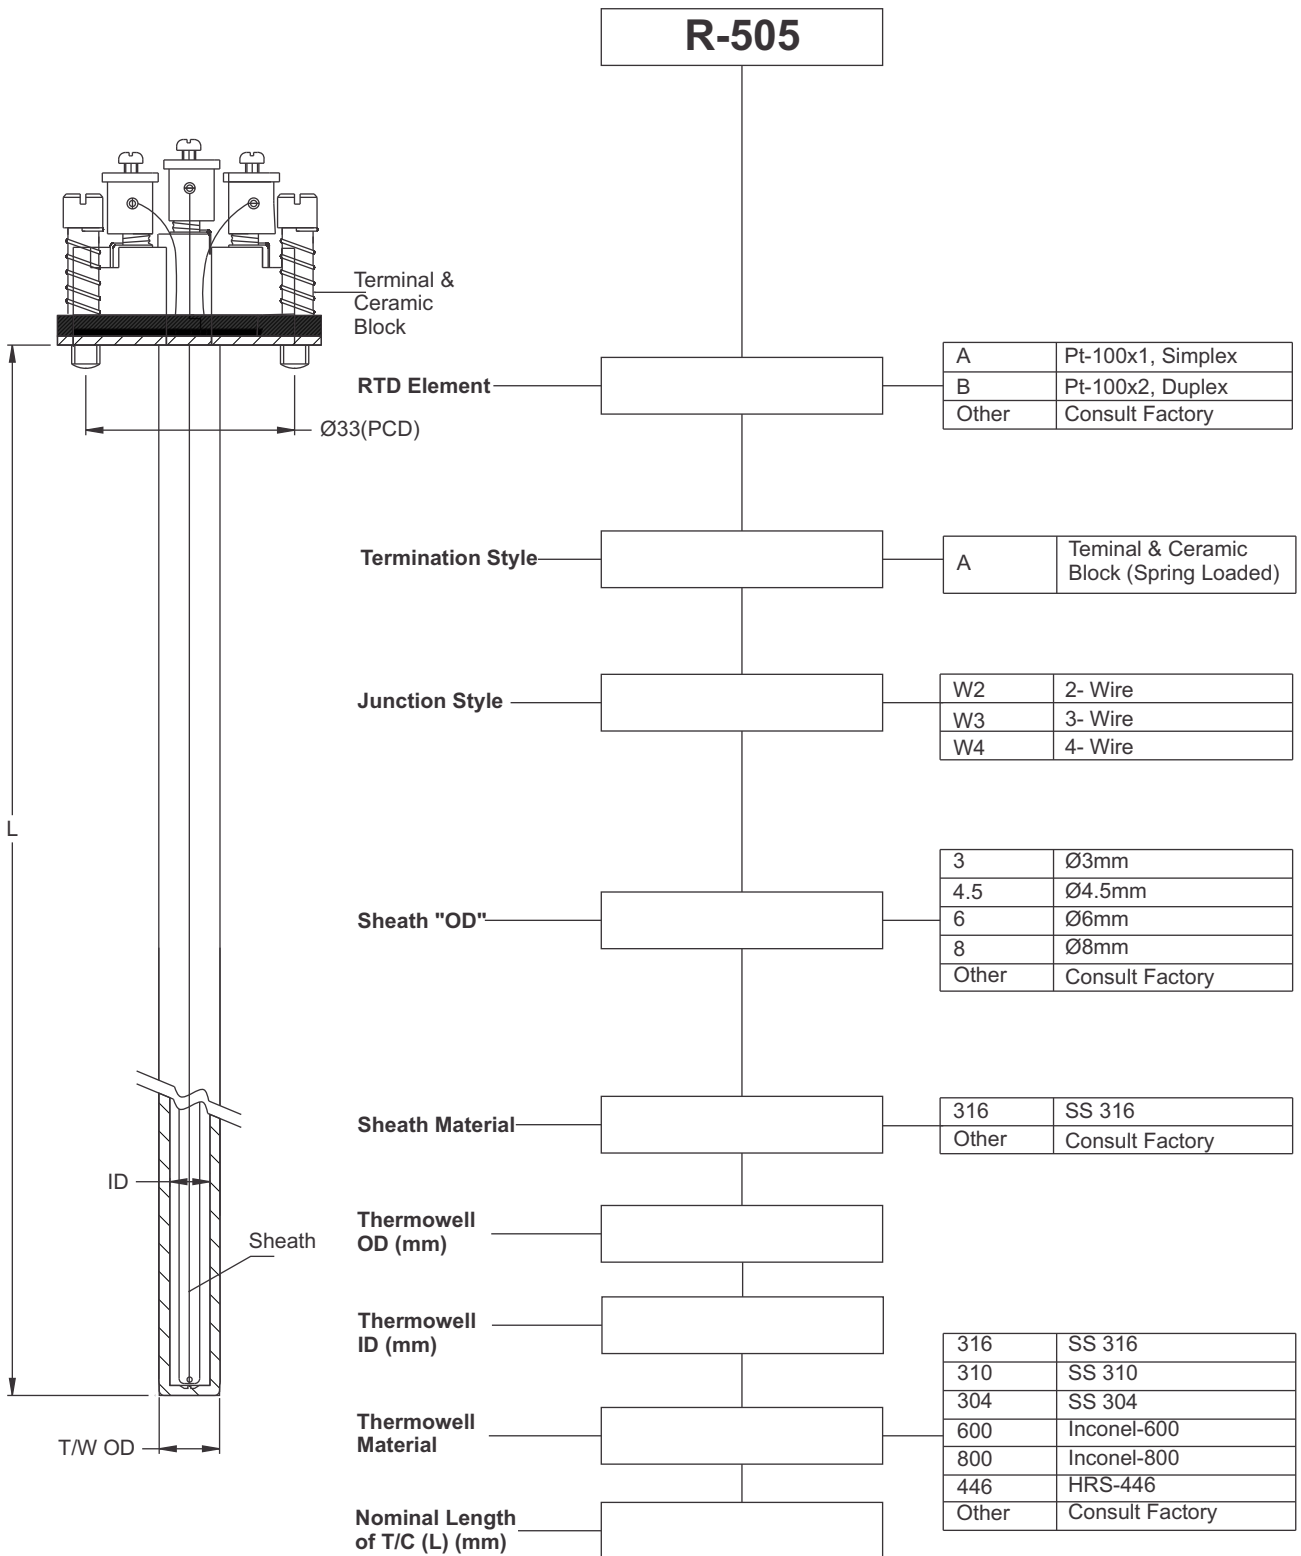 R-505
Terminal &
Ceramic
Block
RTD Element
A Pt-100x1, Simplex
B Pt-100x2, Duplex
Other Consult Factory
Ø33(PCD)
Termination Style
A Teminal & Ceramic
Block (Spring Loaded)
Junction Style
W2 2- Wire
W3 3- Wire
W4 4- Wire
L
Sheath "OD"
3 Ø3mm
4.5 Ø4.5mm
6 Ø6mm
8 Ø8mm
Other Consult Factory
Sheath Material
316 SS 316
Other Consult Factory
ID
Sheath
Thermowell
OD (mm)
Thermowell
ID (mm)
Thermowell
Material
316 SS 316
310 SS 310
304 SS 304
600 Inconel-600
800 Inconel-800
446 HRS-446
Other Consult Factory
T/W OD
Nominal Length
of T/C (L) (mm)